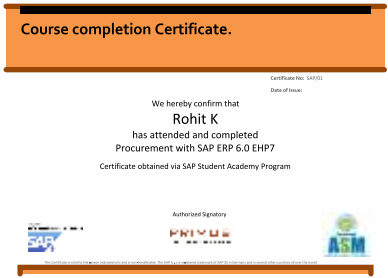 Course completion Certificate.
Certificate No: SAP/01
Date of Issue:
We hereby confirm that
Rohit K
has attended and completed
Procurement with SAP ERP 6.0 EHP7
Certificate obtained via SAP Student Academy Program
Authorized Signatory
SAP
PRIMUS
ASM